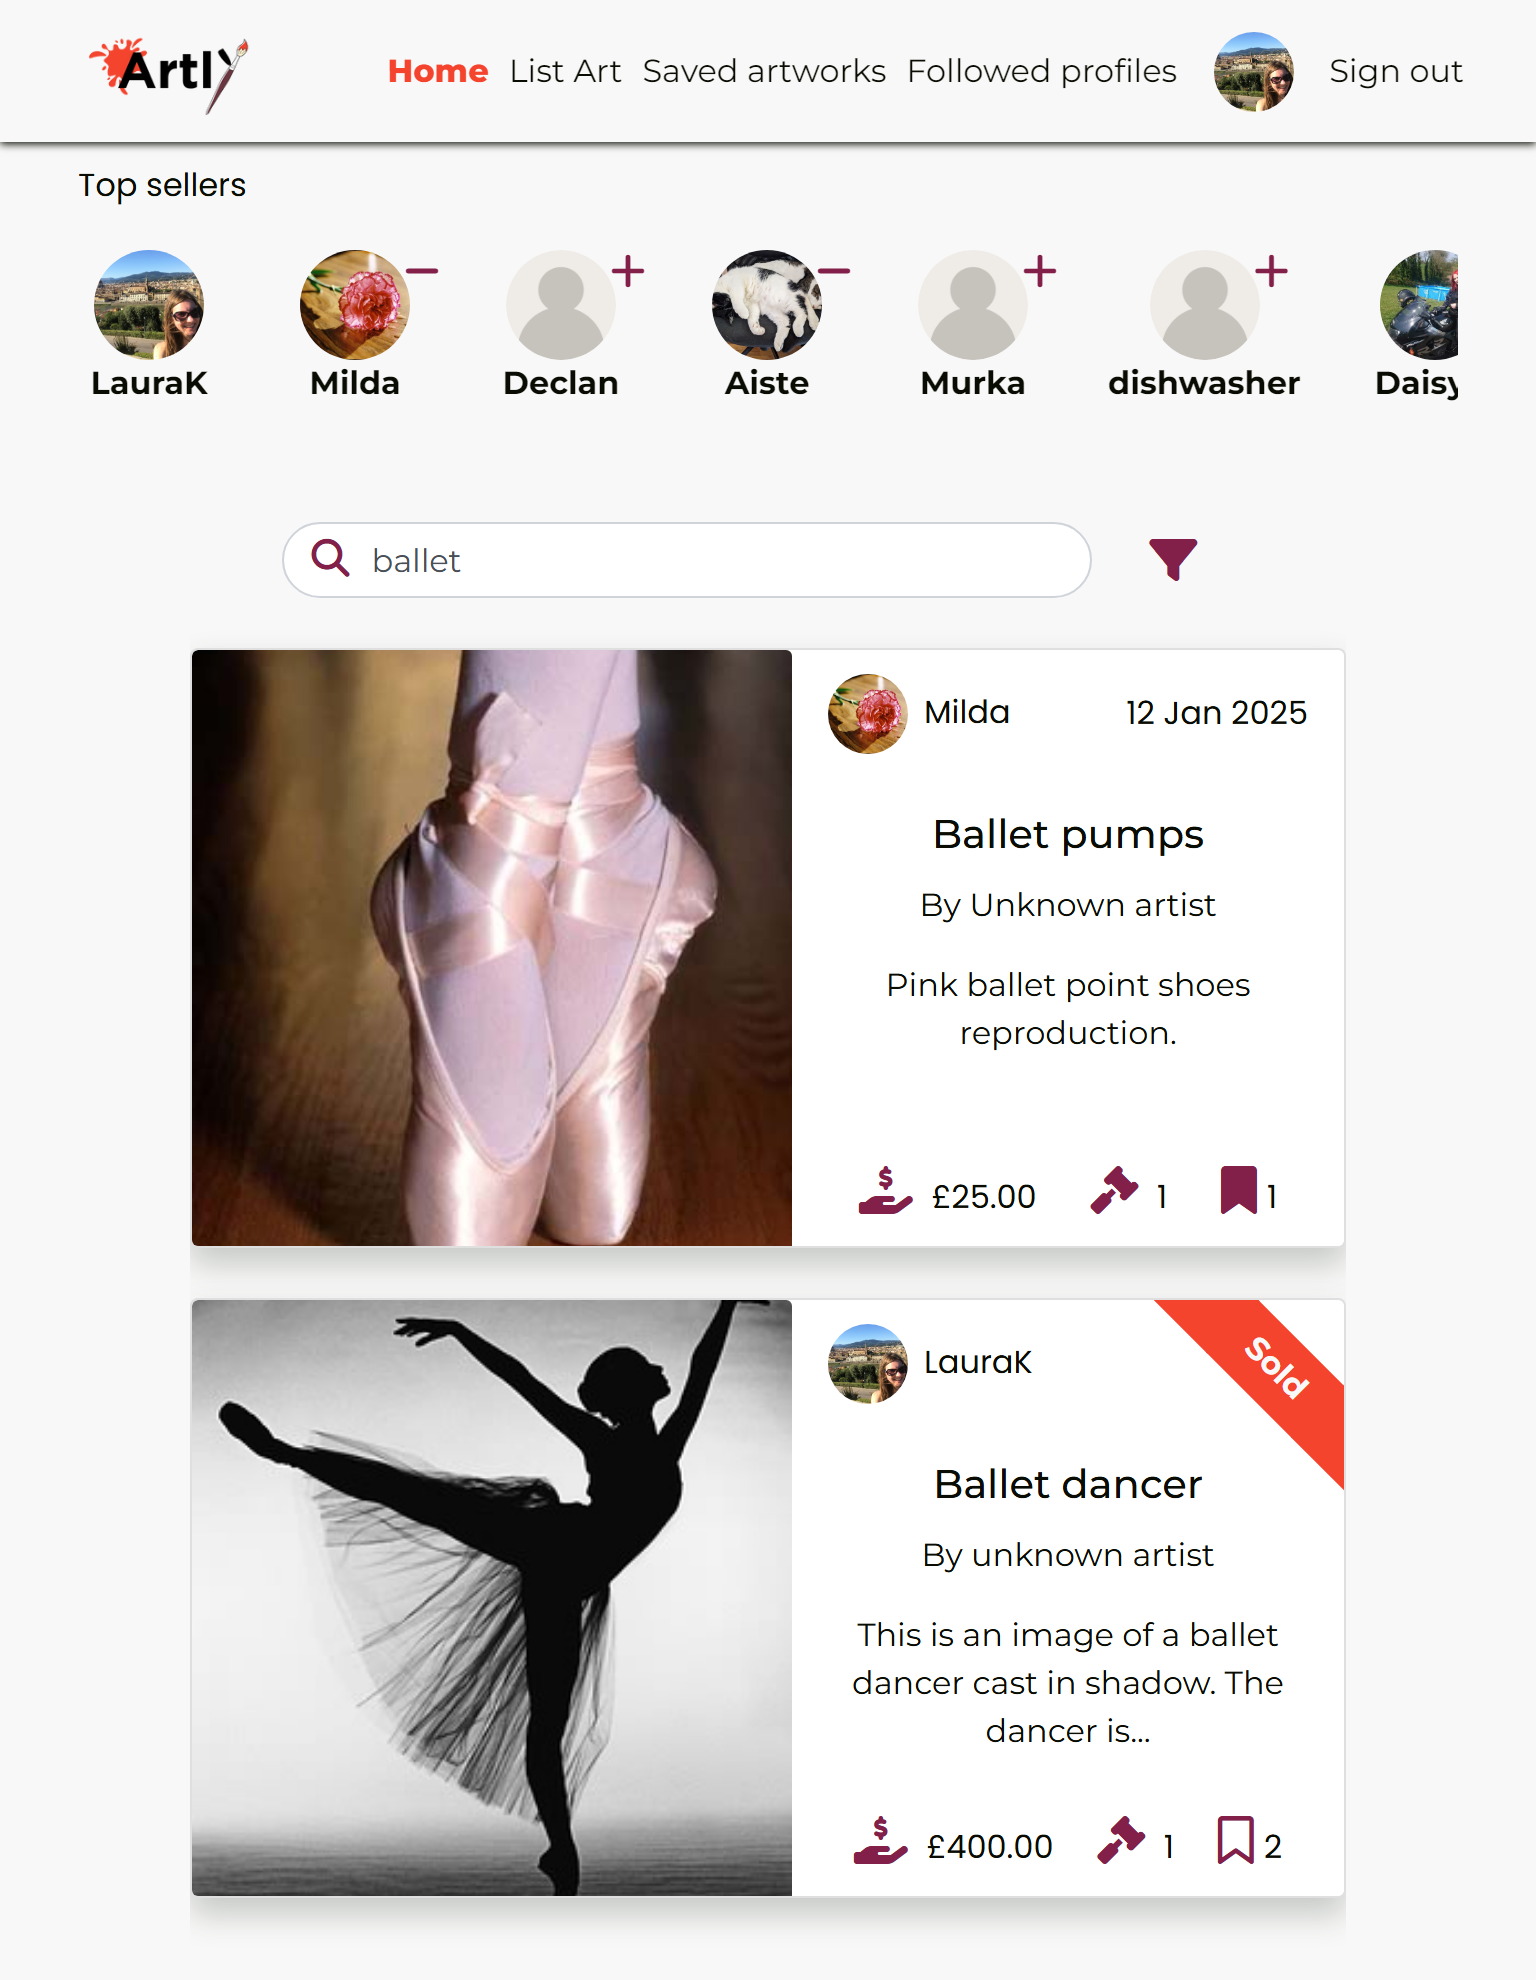 Artly
Home List Art Saved artworks Followed profiles Sign out
Top sellers
LauraK Milda Declan Aiste Murka dishwasher Daisy
ballet
Milda 12 Jan 2025
Ballet pumps
By Unknown artist
Pink ballet point shoes
reproduction.
$ £25.00 1 1
LauraK Sold
Ballet dancer
By unknown artist
This is an image of a ballet
dancer cast in shadow. The
dancer is...
$ £400.00 1 2